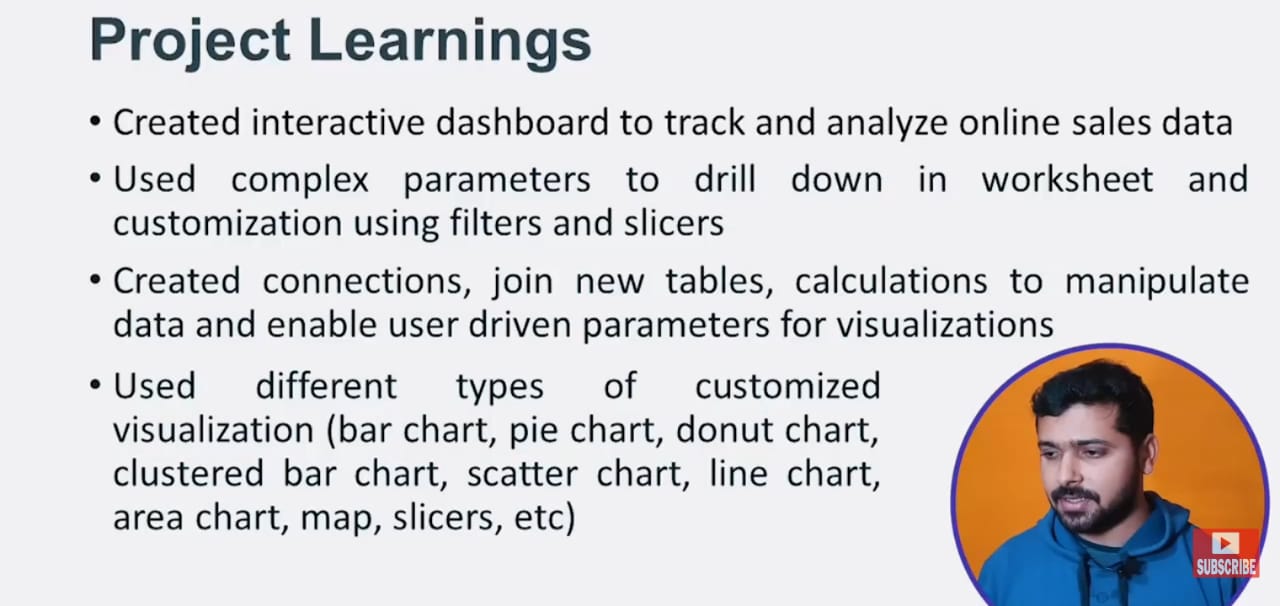 Project Learnings
• Created interactive dashboard to track and analyze online sales data
• Used complex parameters to drill down in worksheet and
customization using filters and slicers
• Created connections, join new tables, calculations to manipulate
data and enable user driven parameters for visualizations
• Used different types of customized
visualization (bar chart, pie chart, donut chart,
clustered bar chart, scatter chart, line chart,
area chart, map, slicers, etc)
SUBSCRIBE